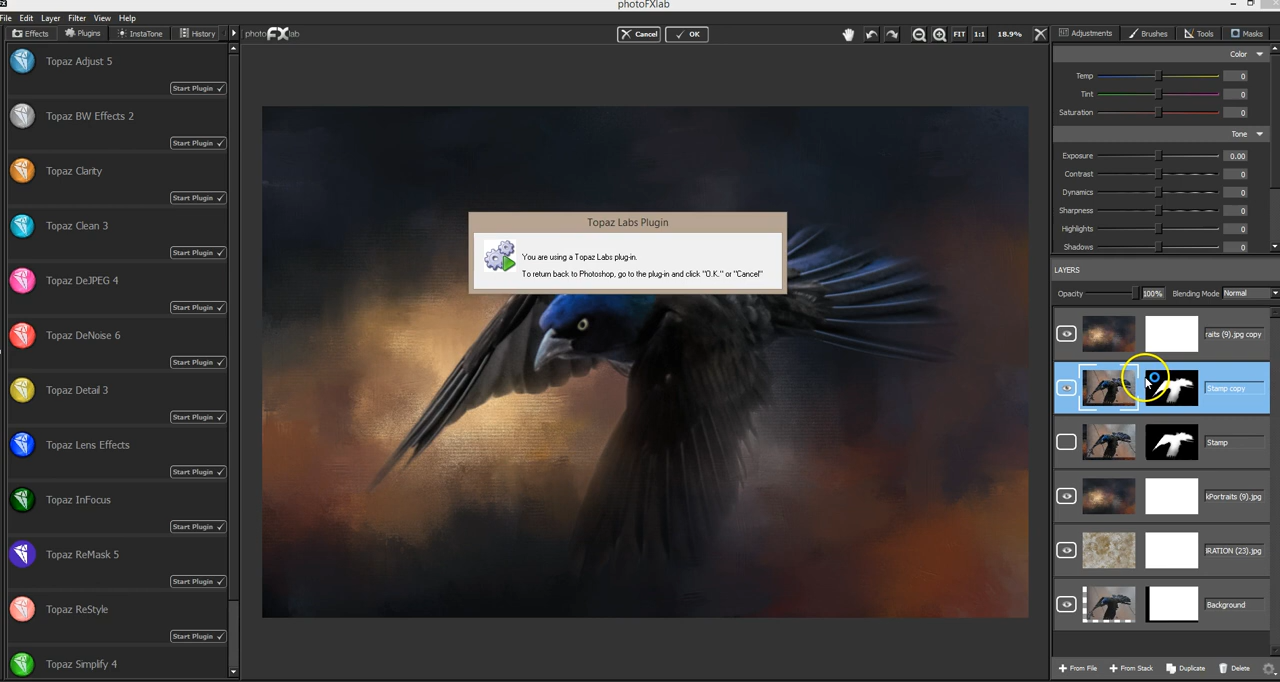 photoFXlab
File Edit Layer Filter View Help
Effects Plugins InstaTone History
photo FX lab
Cancel OK
FIT 1:1 18.9%
Adjustments Brushes Tools Masks
Topaz Adjust 5
Start Plugin
Topaz BW Effects 2
Start Plugin
Topaz Clarity
Start Plugin
Topaz Clean 3
Start Plugin
Topaz DeJPEG 4
Start Plugin
Topaz DeNoise 6
Start Plugin
Topaz Detail 3
Start Plugin
Topaz Lens Effects
Start Plugin
Topaz InFocus
Start Plugin
Topaz ReMask 5
Start Plugin
Topaz ReStyle
Start Plugin
Topaz Simplify 4
Topaz Labs Plugin
You are using a Topaz Labs plug-in.
To return back to Photoshop, go to the plug-in and click "O.K." or "Cancel"
Color
Temp 0
Tint 0
Saturation 0
Tone
Exposure 0.00
Contrast 0
Dynamics 0
Sharpness 0
Highlights 0
Shadows 0
LAYERS
Opacity 100% Blending Mode Normal
raits (9).jpg copy
Stamp copy
Stamp
kPortraits (9).jpg
IRATION (23).jpg
Background
From File From Stack Duplicate Delete